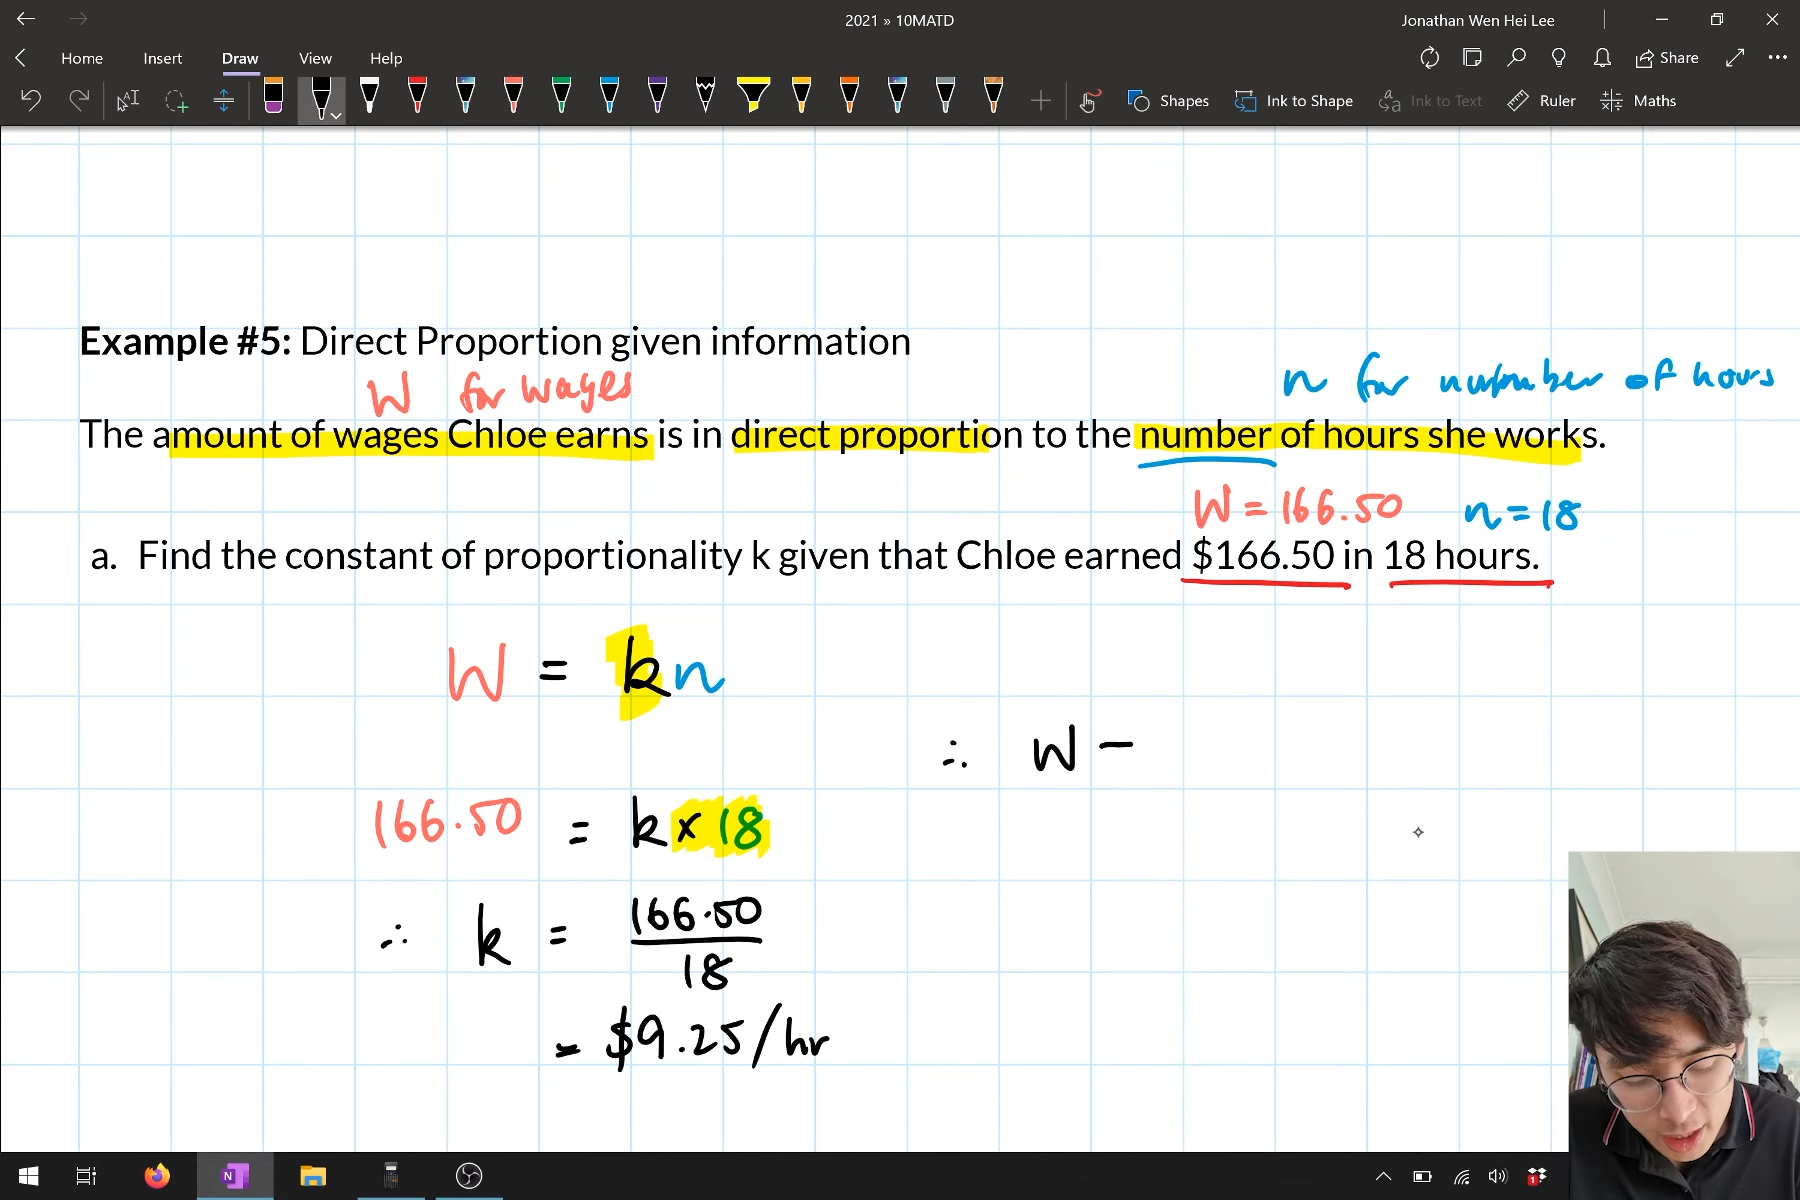 2021 » 10MATD
Jonathan Wen Hei Lee
Home Insert Draw View Help
Share
Shapes Ink to Shape Ink to Text Ruler Maths
Example #5: Direct Proportion given information
W for wages
n for number of hours
The amount of wages Chloe earns is in direct proportion to the number of hours she works.
W = 166.50 n = 18
a. Find the constant of proportionality k given that Chloe earned $166.50 in 18 hours.
W = kn
∴ W –
166.50 = k × 18
∴ k = 166.50
18
= $9.25/hr
N
1